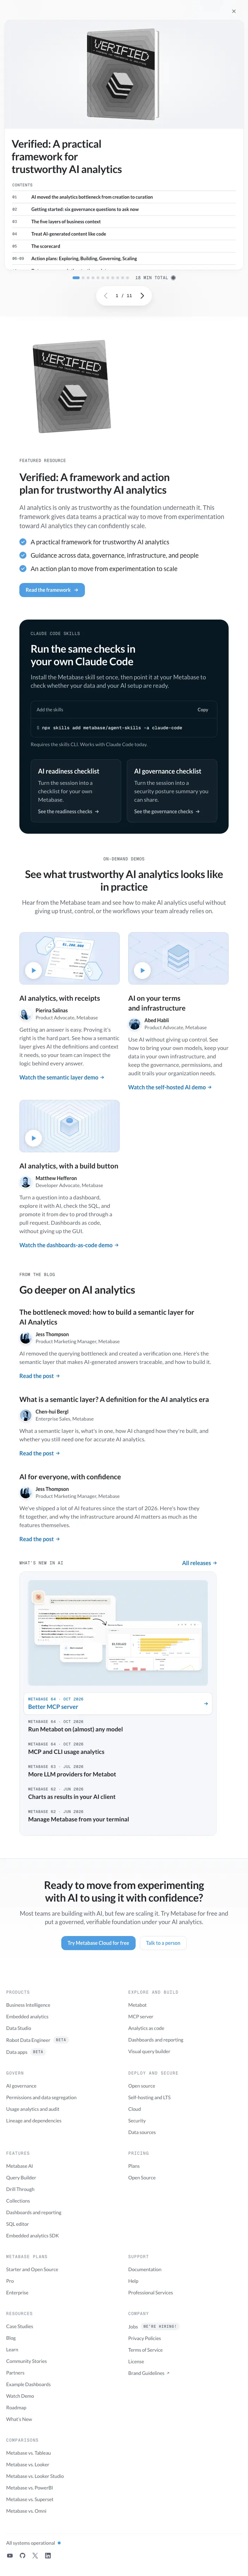 VERIFIED
Verified: A practical
framework for
trustworthy AI analytics
CONTENTS
01 AI moved the analytics bottleneck from creation to curation
02 Getting started: six governance questions to ask now
03 The five layers of business context
04 Treat AI-generated content like code
05 The scorecard
06-09 Action plans: Exploring, Building, Governing, Scaling
18 MIN TOTAL
1 / 11
VERIFIED
FEATURED RESOURCE
Verified: A framework and action
plan for trustworthy AI analytics
AI analytics is only as trustworthy as the foundation underneath it. This
framework gives data teams a practical way to move from experimentation
toward AI analytics they can confidently scale.
A practical framework for trustworthy AI analytics
Guidance across data, governance, infrastructure, and people
An action plan to move from experimentation to scale
Read the framework →
CLAUDE CODE SKILLS
Run the same checks in
your own Claude Code
Install the Metabase skill set once, then point it at your Metabase to
check whether your data and your AI setup are ready.
Add the skills
Copy
$ npx skills add metabase/agent-skills -a claude-code
Requires the skills CLI. Works with Claude Code today.
AI readiness checklist
Turn the session into a
checklist for your own
Metabase.
See the readiness checks →
AI governance checklist
Turn the session into a
security posture summary you
can share.
See the governance checks →
ON-DEMAND DEMOS
See what trustworthy AI analytics looks like
in practice
Hear from the Metabase team and see how to make AI analytics useful without
giving up trust, control, or the workflows your team already uses.
AI analytics, with receipts
Pierina Salinas
Product Advocate, Metabase
Getting an answer is easy. Proving it's
right is the hard part. See how a semantic
layer gives AI the definitions and context
it needs, so your team can inspect the
logic behind every answer.
Watch the semantic layer demo →
AI on your terms
and infrastructure
Abed Habli
Product Advocate, Metabase
Use AI without giving up control. See
how to bring your own models, keep your
data in your own infrastructure, and
keep the governance, permissions, and
audit trails your organization needs.
Watch the self-hosted AI demo →
AI analytics, with a build button
Matthew Hefferon
Developer Advocate, Metabase
Turn a question into a dashboard,
explore it with AI, check the SQL, and
promote it from dev to prod through a
pull request. Dashboards as code,
without giving up the GUI.
Watch the dashboards-as-code demo →
FROM THE BLOG
Go deeper on AI analytics
The bottleneck moved: how to build a semantic layer for
AI Analytics
Jess Thompson
Product Marketing Manager, Metabase
AI removed the querying bottleneck and created a verification one. Here's the
semantic layer that makes AI-generated answers traceable, and how to build it.
Read the post →
What is a semantic layer? A definition for the AI analytics era
Chen-hui Bergl
Enterprise Sales, Metabase
What a semantic layer is, what's in one, how AI changed how they're built, and
whether you still need one for accurate AI analytics.
Read the post →
AI for everyone, with confidence
Jess Thompson
Product Marketing Manager, Metabase
We've shipped a lot of AI features since the start of 2026. Here's how they
fit together, and why the infrastructure around AI matters as much as the
features themselves.
Read the post →
WHAT'S NEW IN AI
All releases →
METABASE 64 · OCT 2026
Better MCP server →
METABASE 64 · OCT 2026
Run Metabot on (almost) any model
METABASE 64 · OCT 2026
MCP and CLI usage analytics
METABASE 63 · JUL 2026
More LLM providers for Metabot
METABASE 62 · JUN 2026
Charts as results in your AI client
METABASE 62 · JUN 2026
Manage Metabase from your terminal
Ready to move from experimenting
with AI to using it with confidence?
Most teams are building with AI, but few are scaling it. Try Metabase for free and
put a governed, verifiable foundation under your AI analytics.
Try Metabase Cloud for free
Talk to a person
PRODUCTS
Business Intelligence
Embedded analytics
Data Studio
Robot Data Engineer BETA
Data apps BETA
EXPLORE AND BUILD
Metabot
MCP server
Analytics as code
Dashboards and reporting
Visual query builder
GOVERN
AI governance
Permissions and data segregation
Usage analytics and audit
Lineage and dependencies
DEPLOY AND SECURE
Open source
Self-hosting and LTS
Cloud
Security
Data sources
FEATURES
Metabase AI
Query Builder
Drill Through
Collections
Dashboards and reporting
SQL editor
Embedded analytics SDK
PRICING
Plans
Open Source
METABASE PLANS
Starter and Open Source
Pro
Enterprise
SUPPORT
Documentation
Help
Professional Services
RESOURCES
Case Studies
Blog
Learn
Community Stories
Partners
Example Dashboards
Watch Demo
Roadmap
What's New
COMPANY
Jobs WE'RE HIRING!
Privacy Policies
Terms of Service
License
Brand Guidelines ↗
COMPARISONS
Metabase vs. Tableau
Metabase vs. Looker
Metabase vs. Looker Studio
Metabase vs. PowerBI
Metabase vs. Superset
Metabase vs. Omni
All systems operational